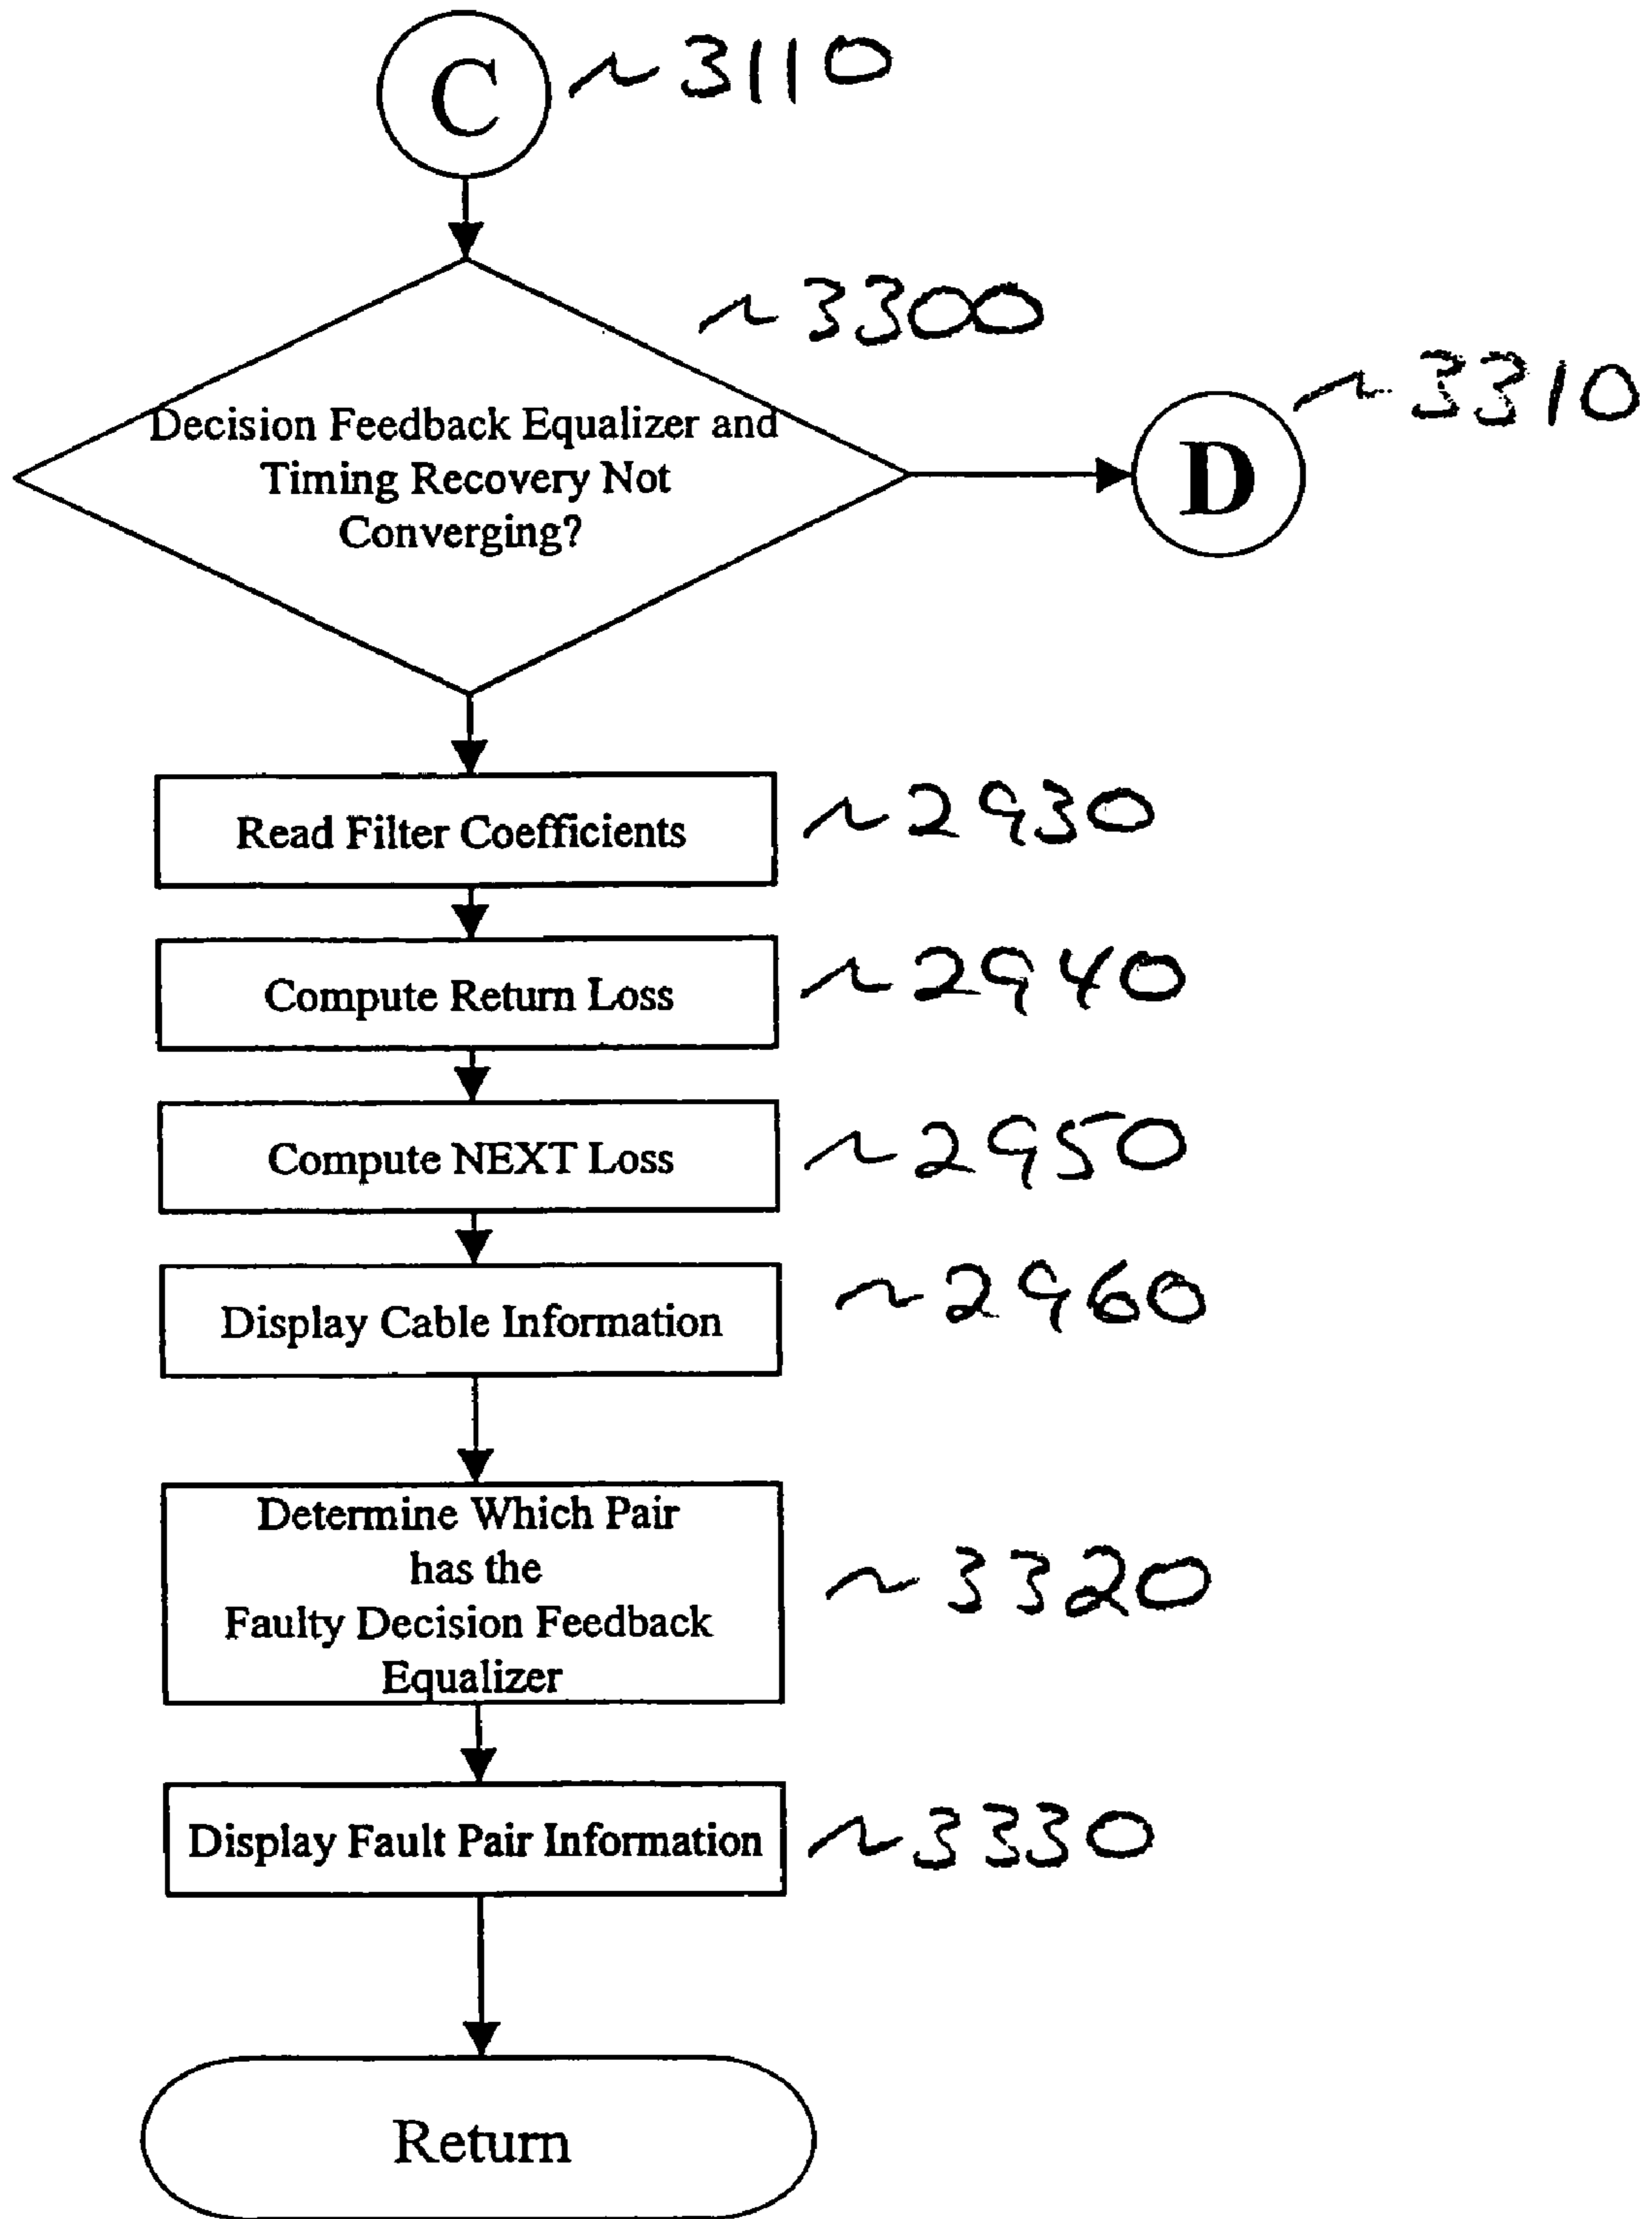 C ~3110
~3300
~3310
Decision Feedback Equalizer and
Timing Recovery Not
Converging?
D
Read Filter Coefficients ~2930
Compute Return Loss ~2940
Compute NEXT Loss ~2950
Display Cable Information ~2960
Determine Which Pair
has the
Faulty Decision Feedback
Equalizer
~3320
Display Fault Pair Information ~3330
Return